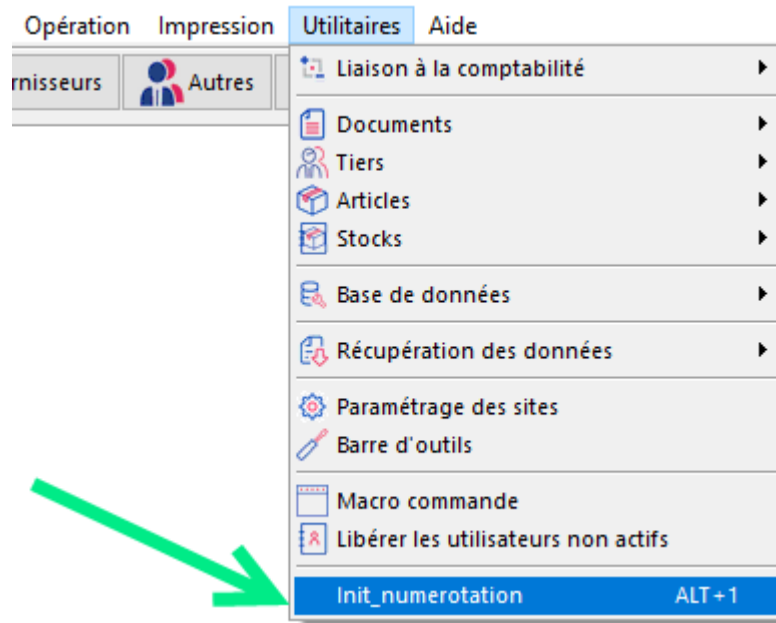 Opération Impression Utilitaires Aide
rnisseurs Autres
Liaison à la comptabilité
Documents
Tiers
Articles
Stocks
Base de données
Récupération des données
Paramétrage des sites
Barre d'outils
Macro commande
Libérer les utilisateurs non actifs
Init_numerotation ALT+1